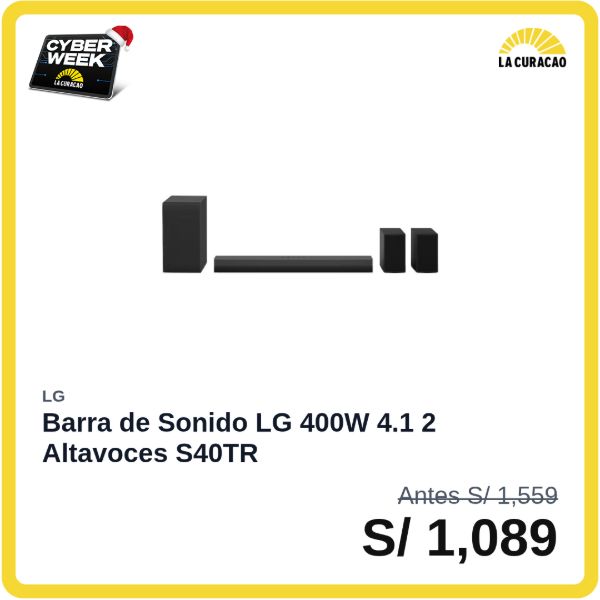 CYBER
WEEK
LA CURACAO
LA CURACAO
LG
Barra de Sonido LG 400W 4.1 2
Altavoces S40TR
Antes S/ 1,559
S/ 1,089